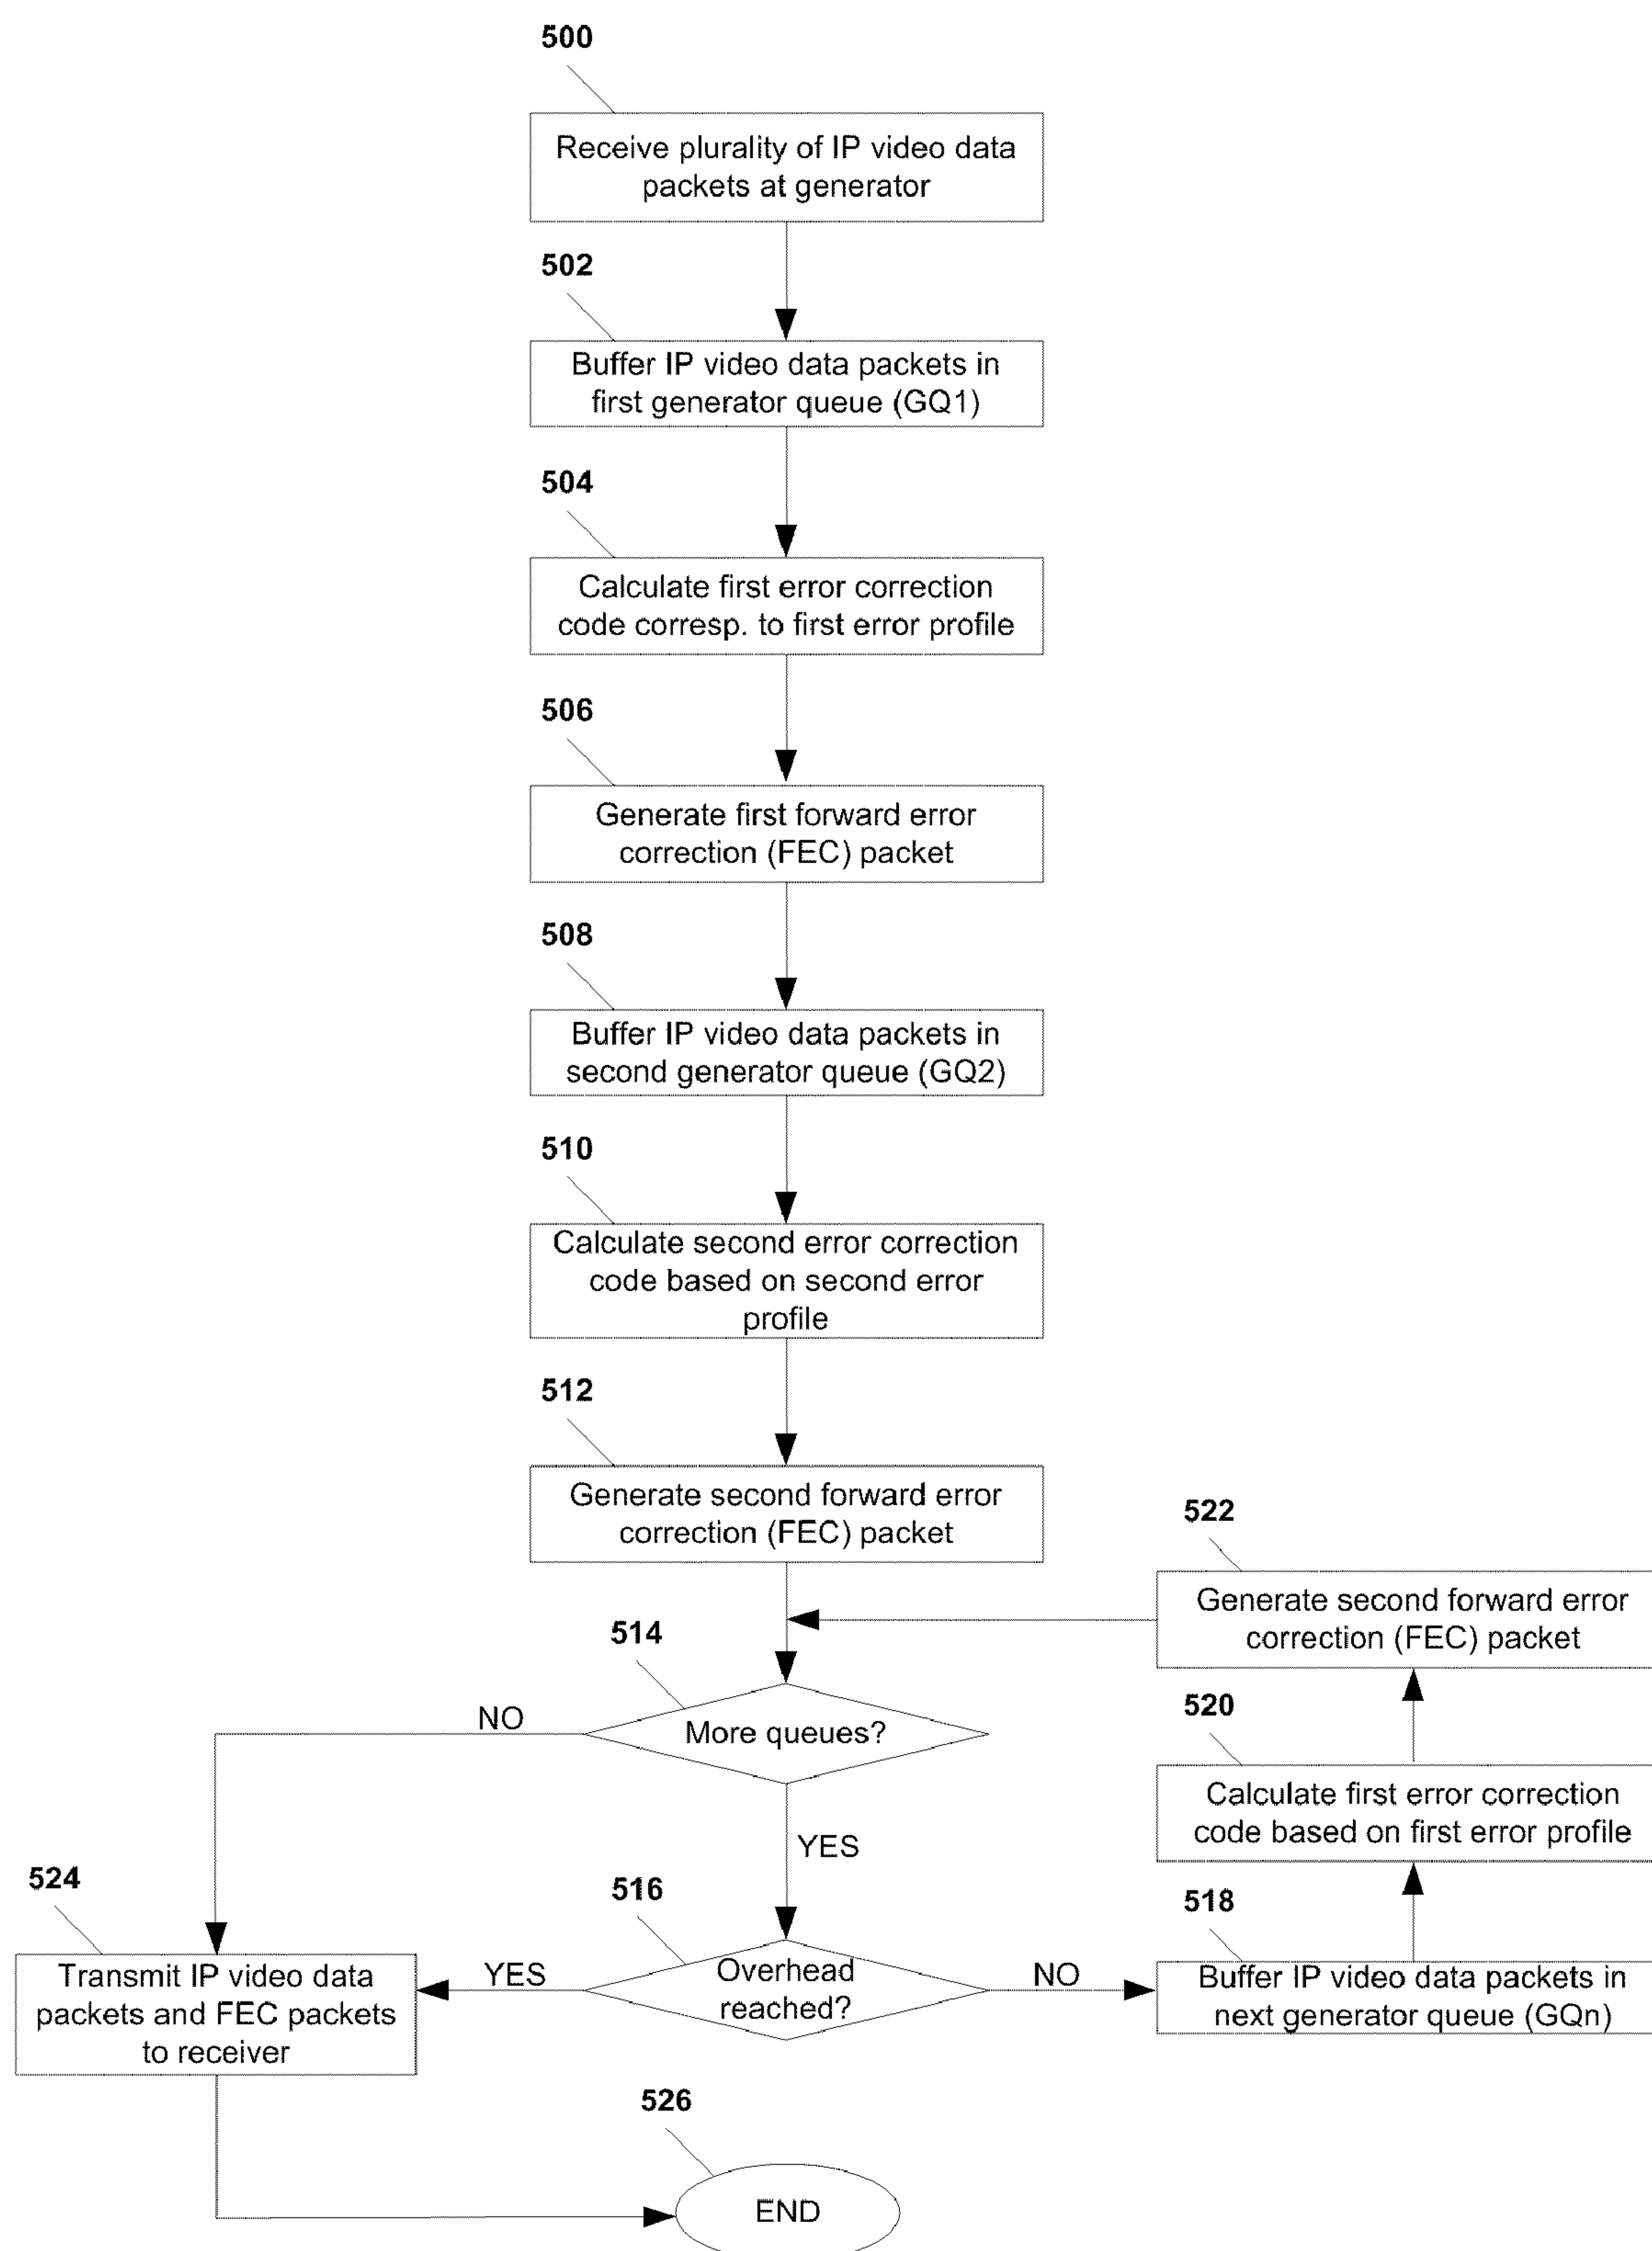 500
Receive plurality of IP video data
packets at generator
502
Buffer IP video data packets in
first generator queue (GQ1)
504
Calculate first error correction
code corresp. to first error profile
506
Generate first forward error
correction (FEC) packet
508
Buffer IP video data packets in
second generator queue (GQ2)
510
Calculate second error correction
code based on second error
profile
512
Generate second forward error
correction (FEC) packet
522
Generate second forward error
correction (FEC) packet
514
More queues?
NO
YES
520
Calculate first error correction
code based on first error profile
524
Transmit IP video data
packets and FEC packets
to receiver
516
Overhead
reached?
YES
NO
518
Buffer IP video data packets in
next generator queue (GQn)
526
END